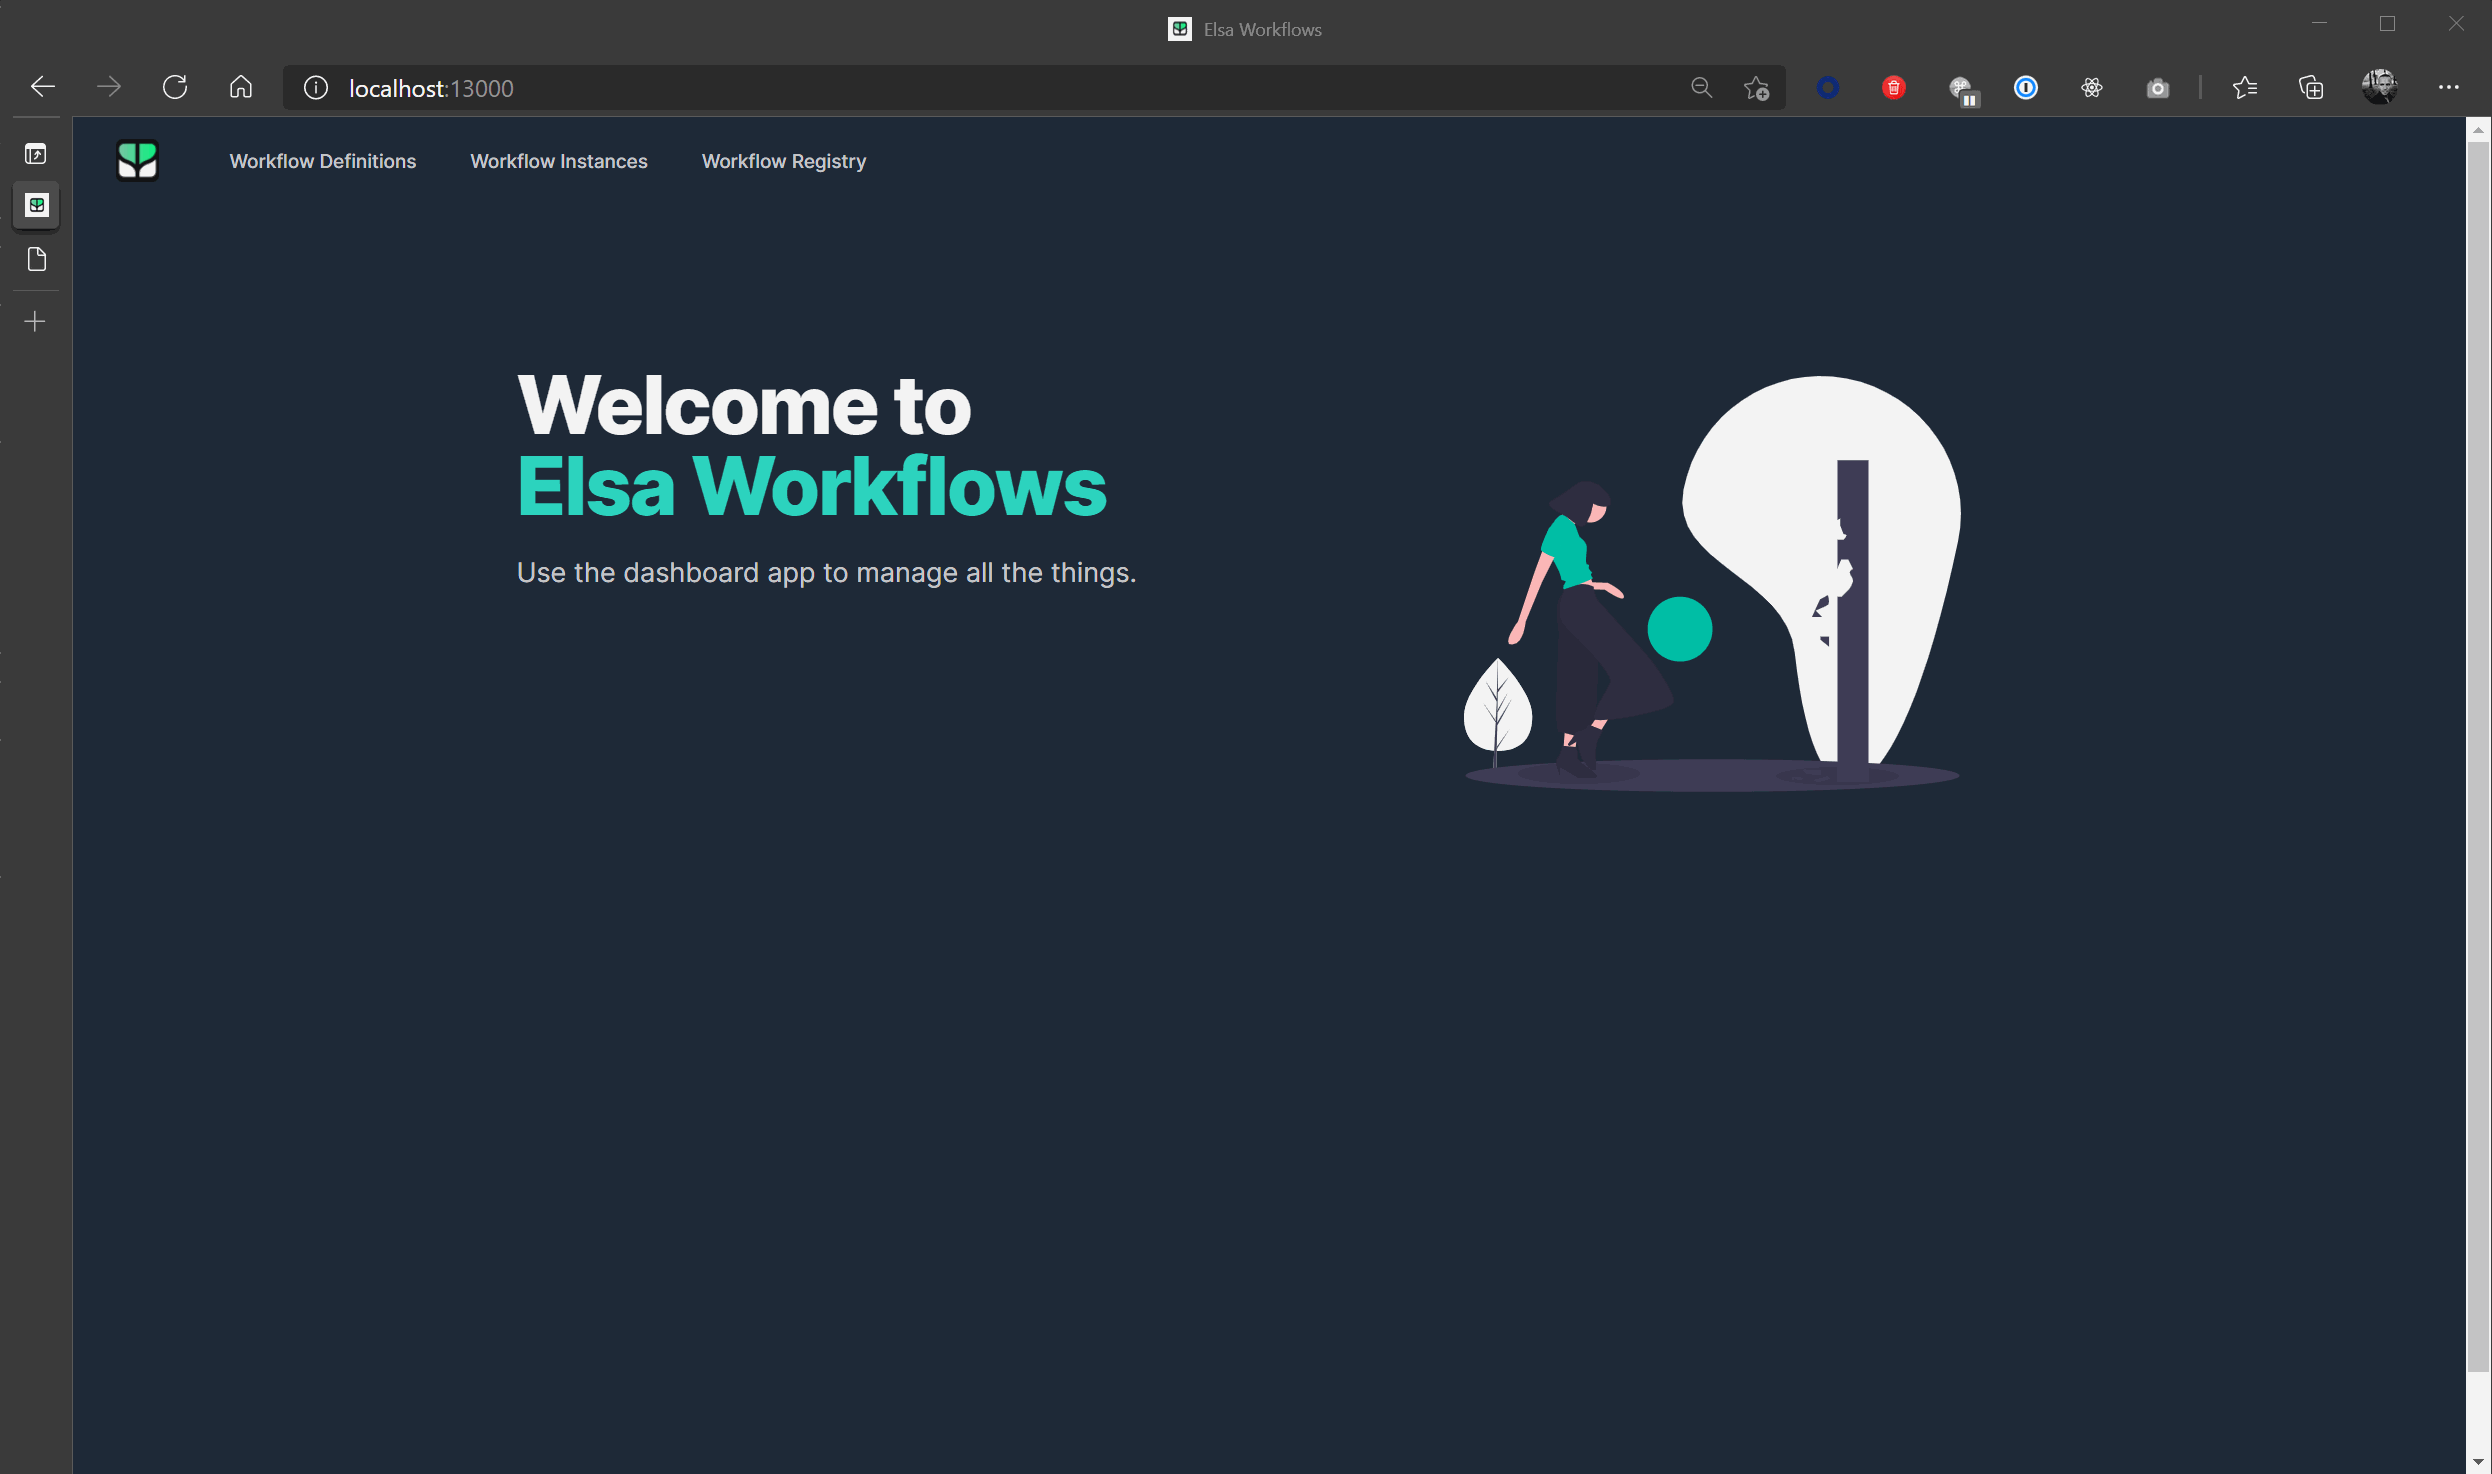 Elsa Workflows
localhost:13000
Workflow Definitions Workflow Instances Workflow Registry
Welcome to
Elsa Workflows
Use the dashboard app to manage all the things.